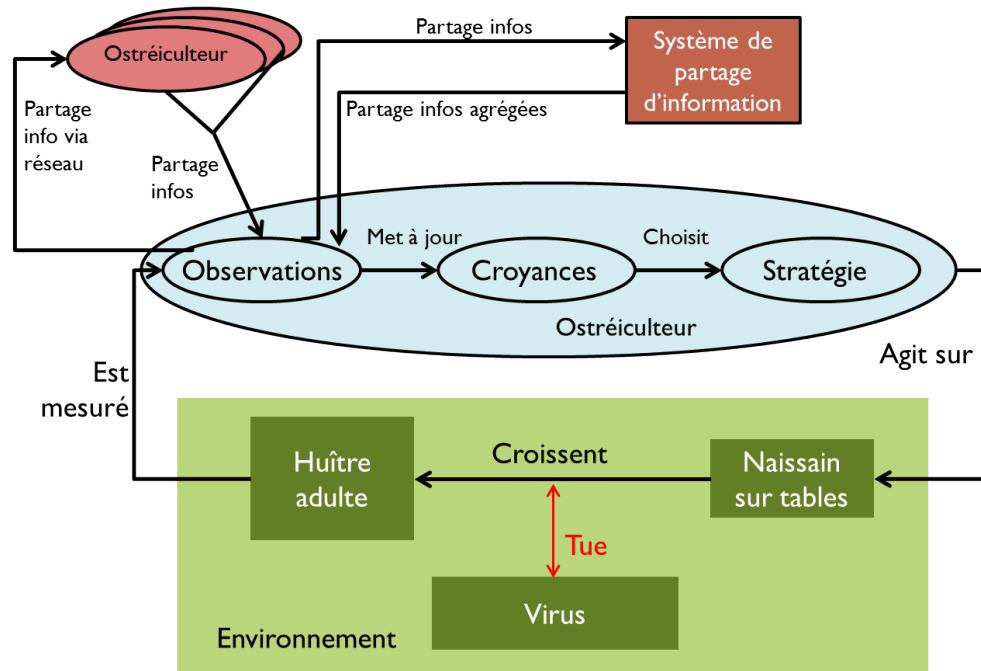 Ostréiculteur
Partage infos
Système de
partage
d'information
Partage
info via
réseau
Partage infos agrégées
Partage
infos
Met à jour
Choisit
Observations
Croyances
Stratégie
Ostréiculteur
Agit sur
Est
mesuré
Huître
adulte
Croissent
Naissain
sur tables
Tue
Virus
Environnement